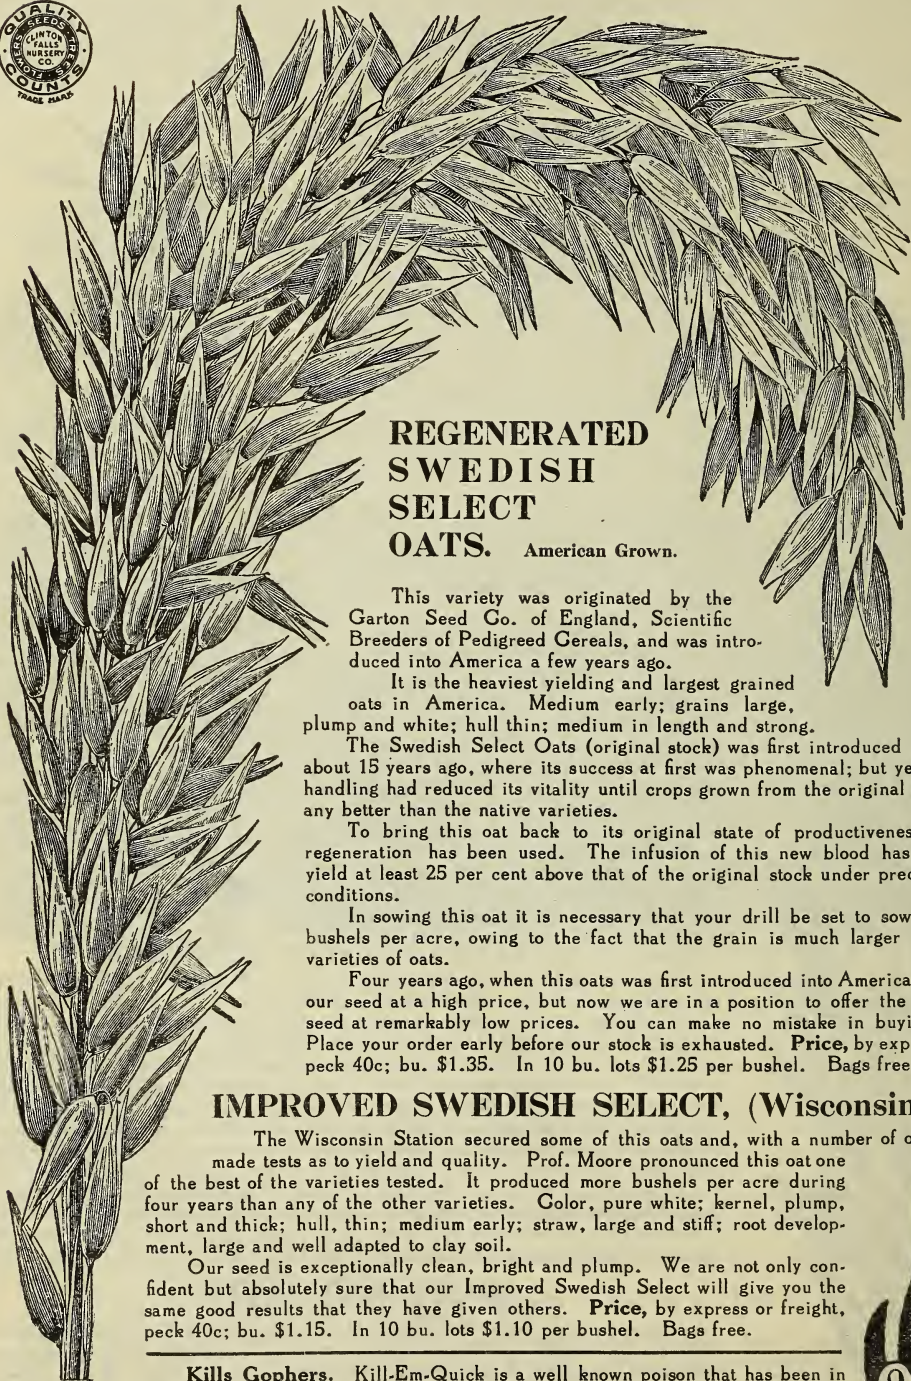 QUALITY
SEEDS TREES
CLINTON
FALLS
NURSERY
CO.
COUNTS
TRADE MARK
REGENERATED
SWEDISH
SELECT
OATS. American Grown.
This variety was originated by the
Garton Seed Co. of England, Scientific
Breeders of Pedigreed Cereals, and was intro-
duced into America a few years ago.
It is the heaviest yielding and largest grained
oats in America. Medium early; grains large,
plump and white; hull thin; medium in length and strong.
The Swedish Select Oats (original stock) was first introduced
about 15 years ago, where its success at first was phenomenal; but ye
handling had reduced its vitality until crops grown from the original
any better than the native varieties.
To bring this oat back to its original state of productivenes
regeneration has been used. The infusion of this new blood has
yield at least 25 per cent above that of the original stock under prec
conditions.
In sowing this oat it is necessary that your drill be set to sow
bushels per acre, owing to the fact that the grain is much larger
varieties of oats.
Four years ago, when this oats was first introduced into America
our seed at a high price, but now we are in a position to offer the
seed at remarkably low prices. You can make no mistake in buyi
Place your order early before our stock is exhausted. Price, by exp
peck 40c; bu. $1.35. In 10 bu. lots $1.25 per bushel. Bags free
IMPROVED SWEDISH SELECT, (Wisconsin
The Wisconsin Station secured some of this oats and, with a number of o
made tests as to yield and quality. Prof. Moore pronounced this oat one
of the best of the varieties tested. It produced more bushels per acre during
four years than any of the other varieties. Color, pure white; kernel, plump,
short and thick; hull, thin; medium early; straw, large and stiff; root develop-
ment, large and well adapted to clay soil.
Our seed is exceptionally clean, bright and plump. We are not only con-
fident but absolutely sure that our Improved Swedish Select will give you the
same good results that they have given others. Price, by express or freight,
peck 40c; bu. $1.15. In 10 bu. lots $1.10 per bushel. Bags free.
Kills Gophers. Kill-Em-Quick is a well known poison that has been in